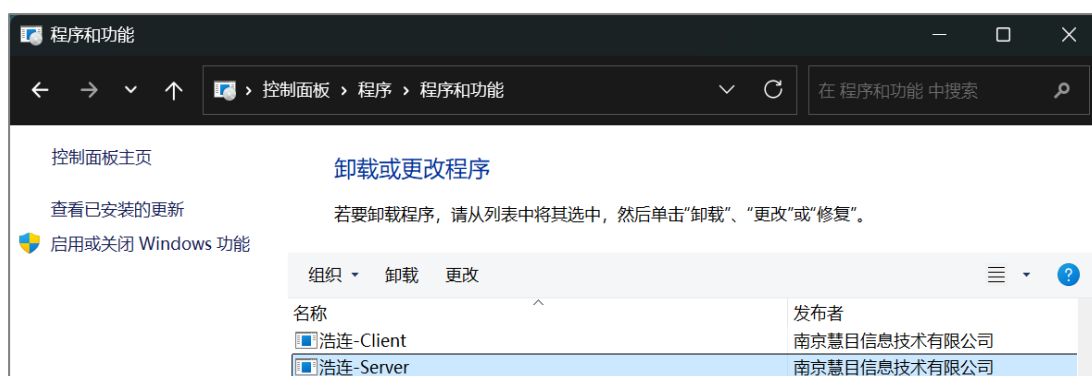 程序和功能
控制面板 › 程序 › 程序和功能
在 程序和功能 中搜索
控制面板主页
查看已安装的更新
启用或关闭 Windows 功能
卸载或更改程序
若要卸载程序，请从列表中将其选中，然后单击“卸载”、“更改”或“修复”。
组织 卸载 更改
名称 发布者
浩连-Client 南京慧目信息技术有限公司
浩连-Server 南京慧目信息技术有限公司